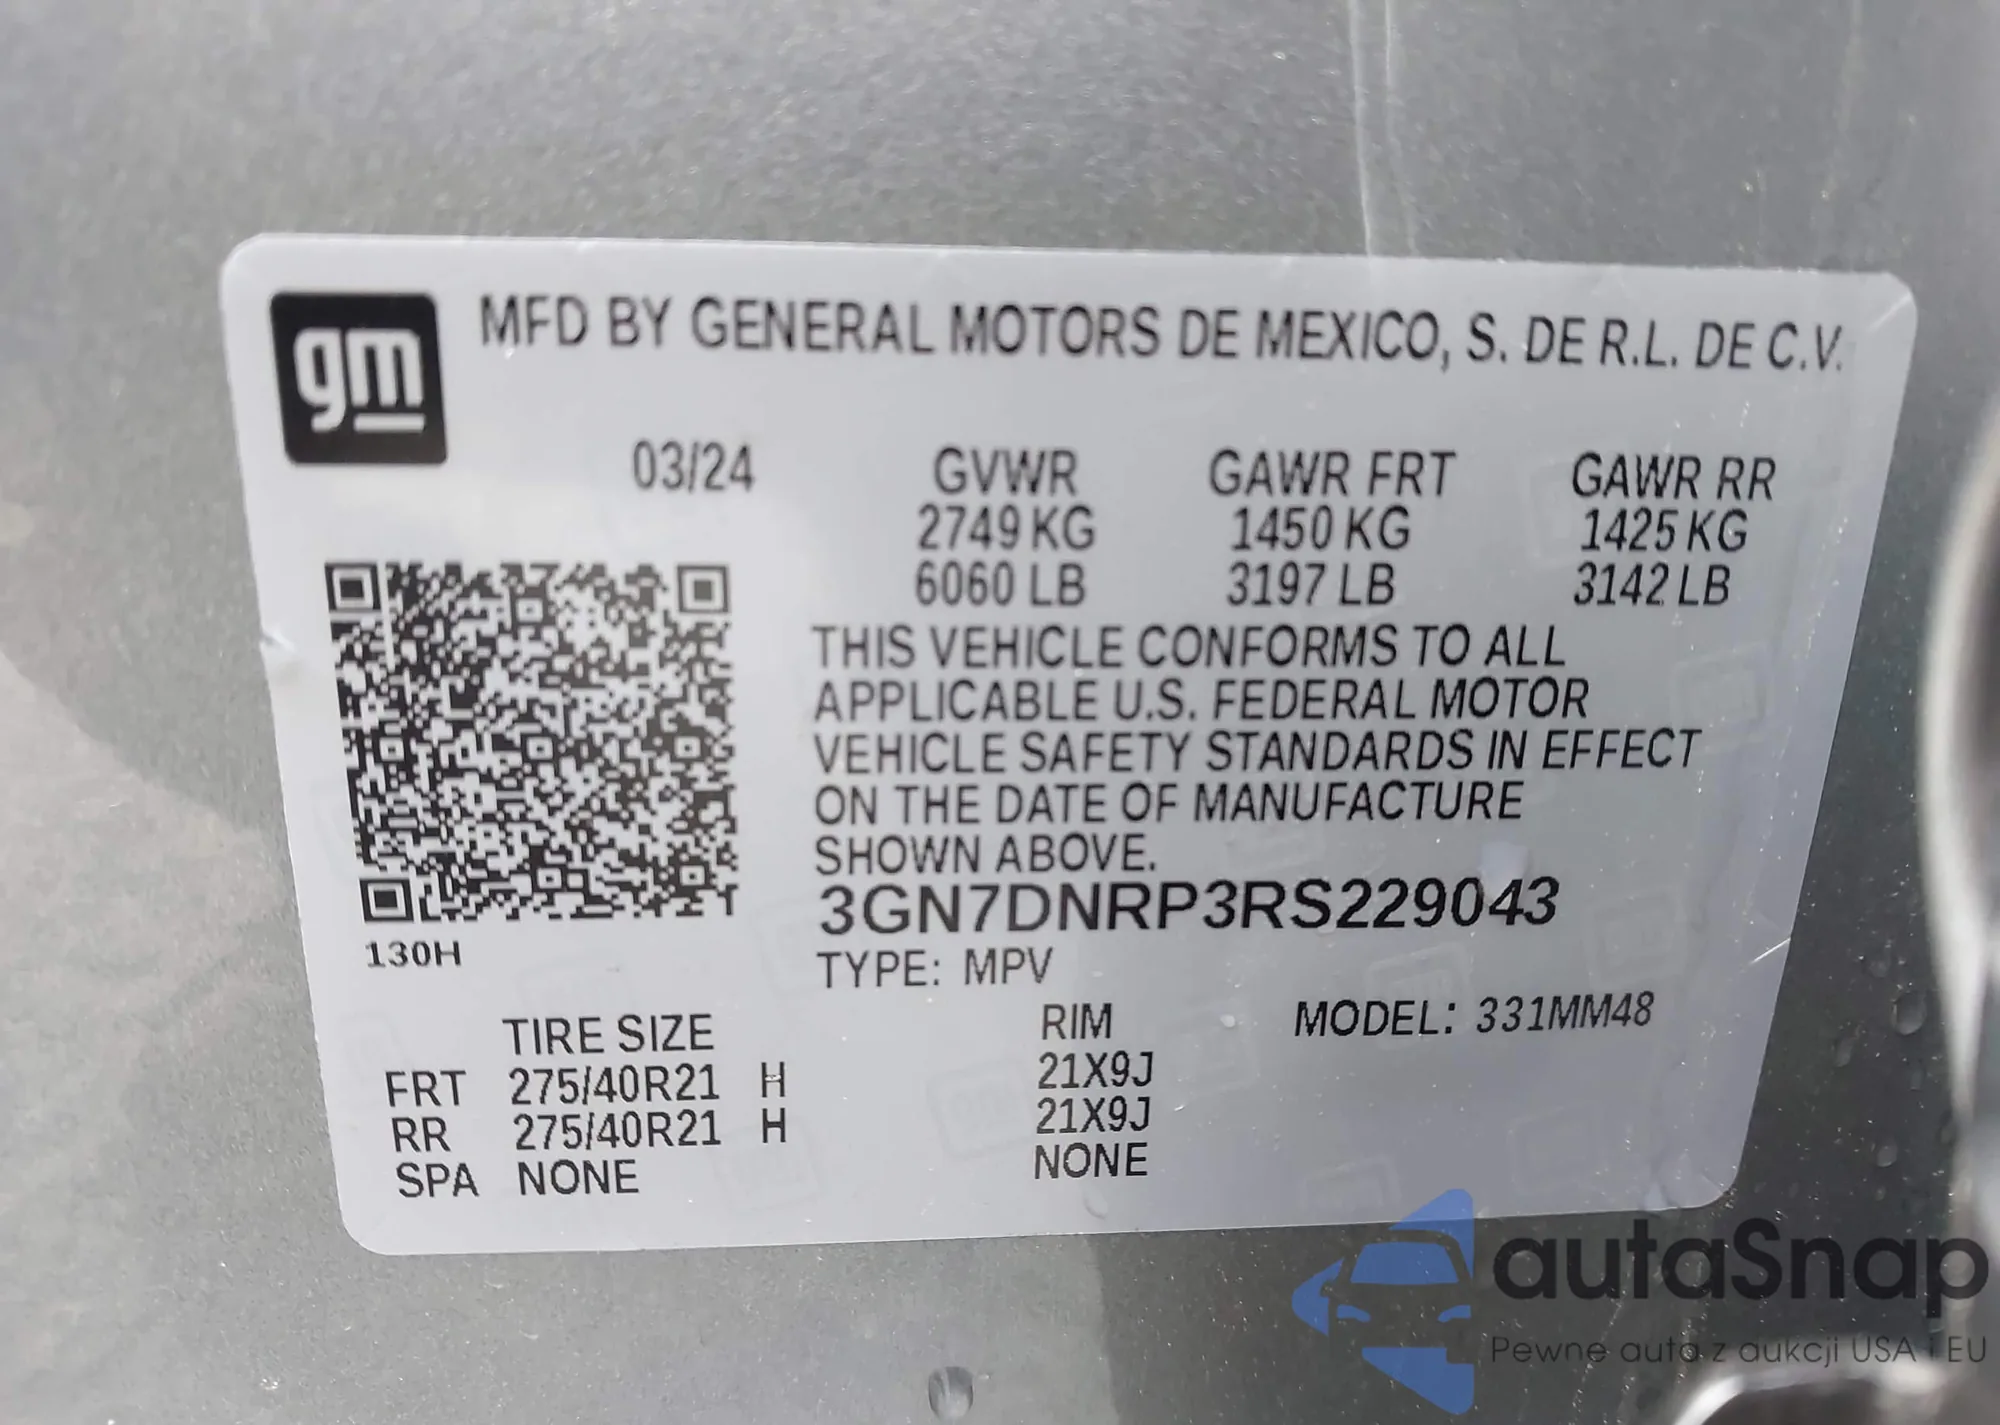 gm
MFD BY GENERAL MOTORS DE MEXICO, S. DE R.L. DE C.V.
03/24 GVWR GAWR FRT GAWR RR
2749 KG 1450 KG 1425 KG
6060 LB 3197 LB 3142 LB
THIS VEHICLE CONFORMS TO ALL
APPLICABLE U.S. FEDERAL MOTOR
VEHICLE SAFETY STANDARDS IN EFFECT
ON THE DATE OF MANUFACTURE
SHOWN ABOVE.
3GN7DNRP3RS229043
130H
TYPE: MPV
TIRE SIZE RIM MODEL: 331MM48
FRT 275/40R21 H 21X9J
RR 275/40R21 H 21X9J
SPA NONE NONE
autaSnap
Pewne auta z aukcji USA i EU